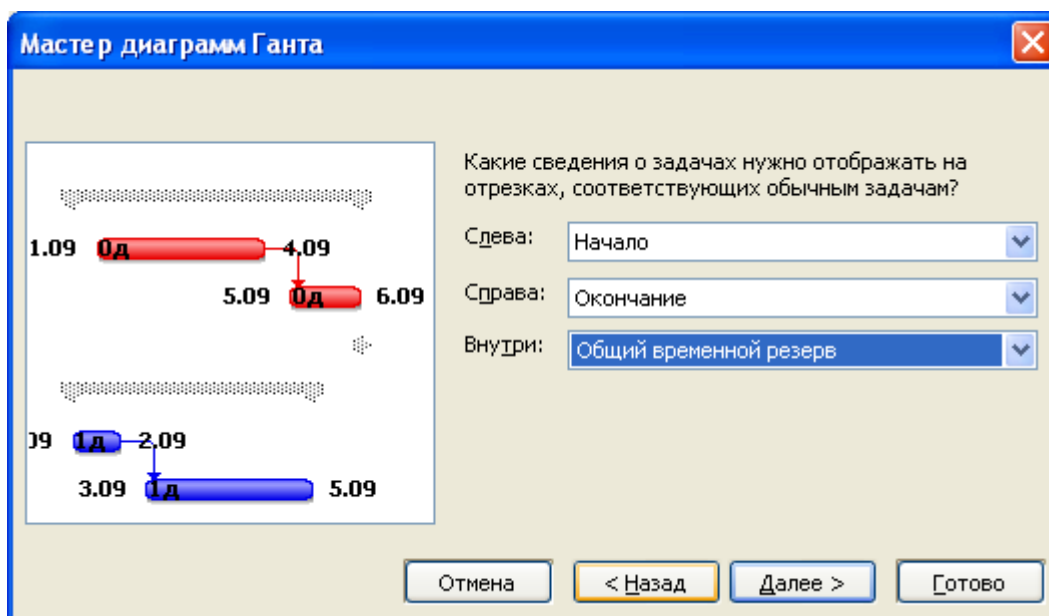 Мастер диаграмм Ганта
Какие сведения о задачах нужно отображать на
отрезках, соответствующих обычным задачам?
Слева: Начало
Справа: Окончание
Внутри: Общий временной резерв
1.09 0д 4.09
5.09 0д 6.09
09 1д 2.09
3.09 1д 5.09
Отмена < Назад Далее > Готово